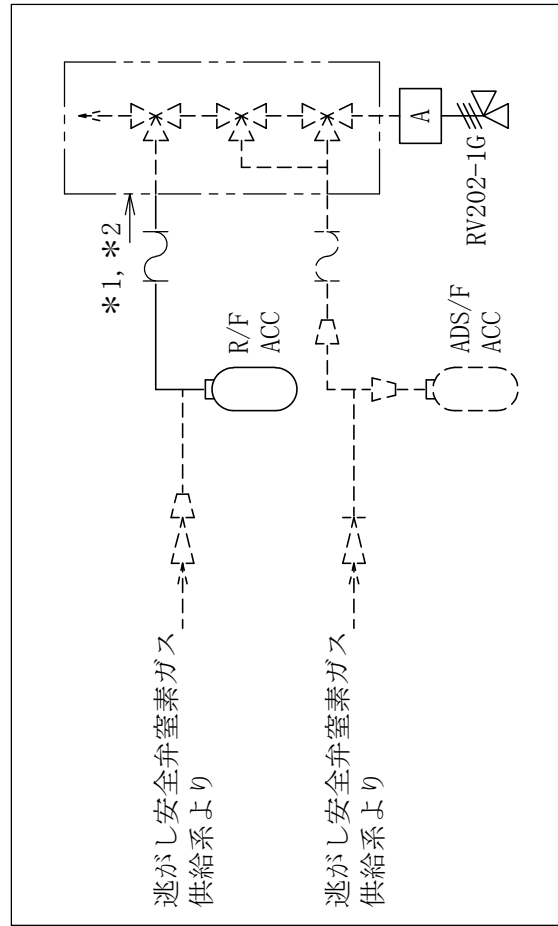 逃がし安全弁窒素ガス
供給系より
R/F
ACC
*1, *2
逃がし安全弁窒素ガス
供給系より
ADS/F
ACC
A
RV202-1G